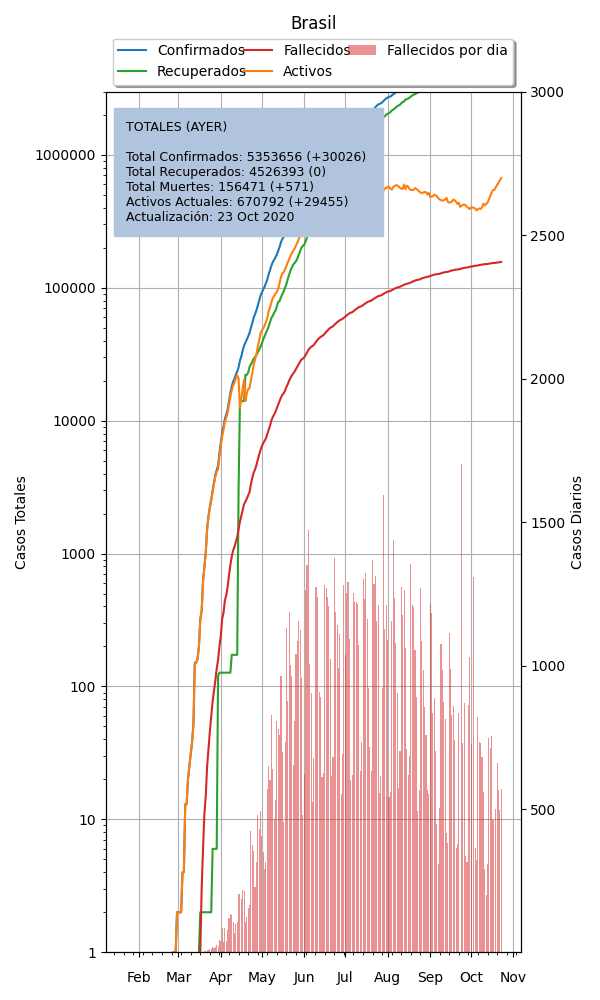 Brasil
Confirmados
Fallecidos
Fallecidos por dia
Recuperados
Activos
TOTALES (AYER)
Total Confirmados: 5353656 (+30026)
Total Recuperados: 4526393 (0)
Total Muertes: 156471 (+571)
Activos Actuales: 670792 (+29455)
Actualización: 23 Oct 2020
Casos Totales
1000000
100000
10000
1000
100
10
1
Casos Diarios
3000
2500
2000
1500
1000
500
Feb Mar Apr May Jun Jul Aug Sep Oct Nov